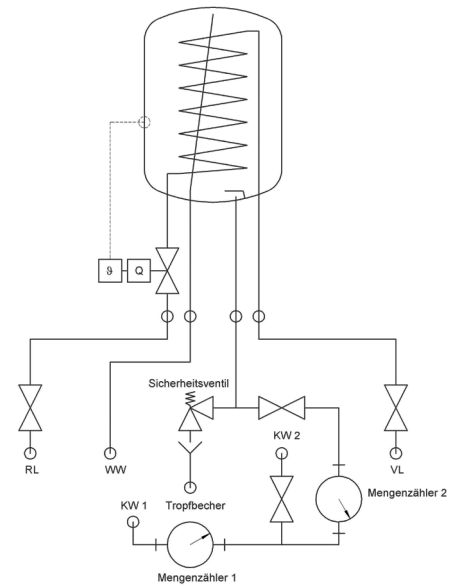 ϑ Q
Sicherheitsventil
KW 2
RL
WW
VL
Mengenzähler 2
KW 1
Tropfbecher
Mengenzähler 1